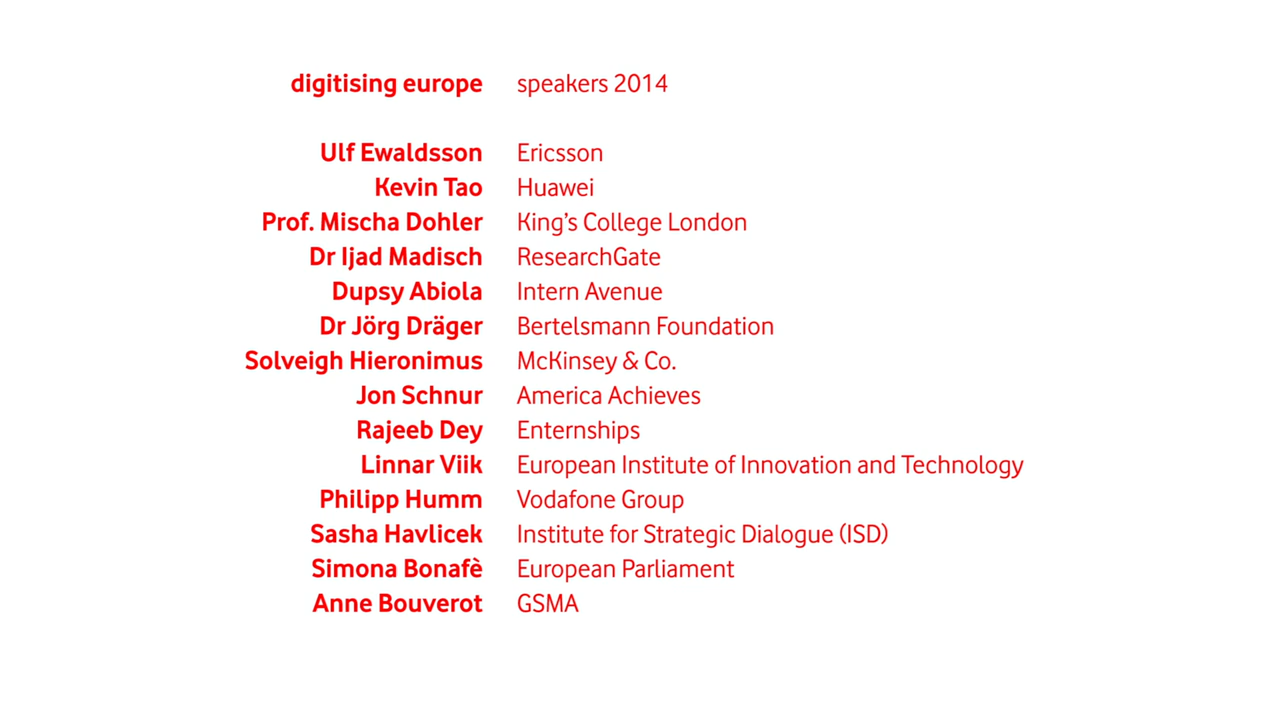 digitising europe speakers 2014
Ulf Ewaldsson Ericsson
Kevin Tao Huawei
Prof. Mischa Dohler King's College London
Dr Ijad Madisch ResearchGate
Dupsy Abiola Intern Avenue
Dr Jörg Dräger Bertelsmann Foundation
Solveigh Hieronimus McKinsey & Co.
Jon Schnur America Achieves
Rajeeb Dey Enternships
Linnar Viik European Institute of Innovation and Technology
Philipp Humm Vodafone Group
Sasha Havlicek Institute for Strategic Dialogue (ISD)
Simona Bonafè European Parliament
Anne Bouverot GSMA